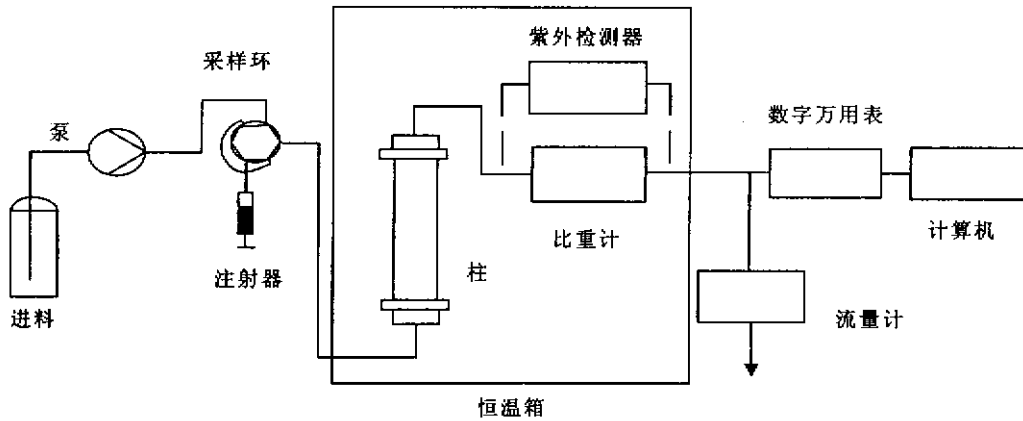 紫外检测器
采样环
泵
数字万用表
注射器
进料
柱
比重计
计算机
流量计
恒温箱